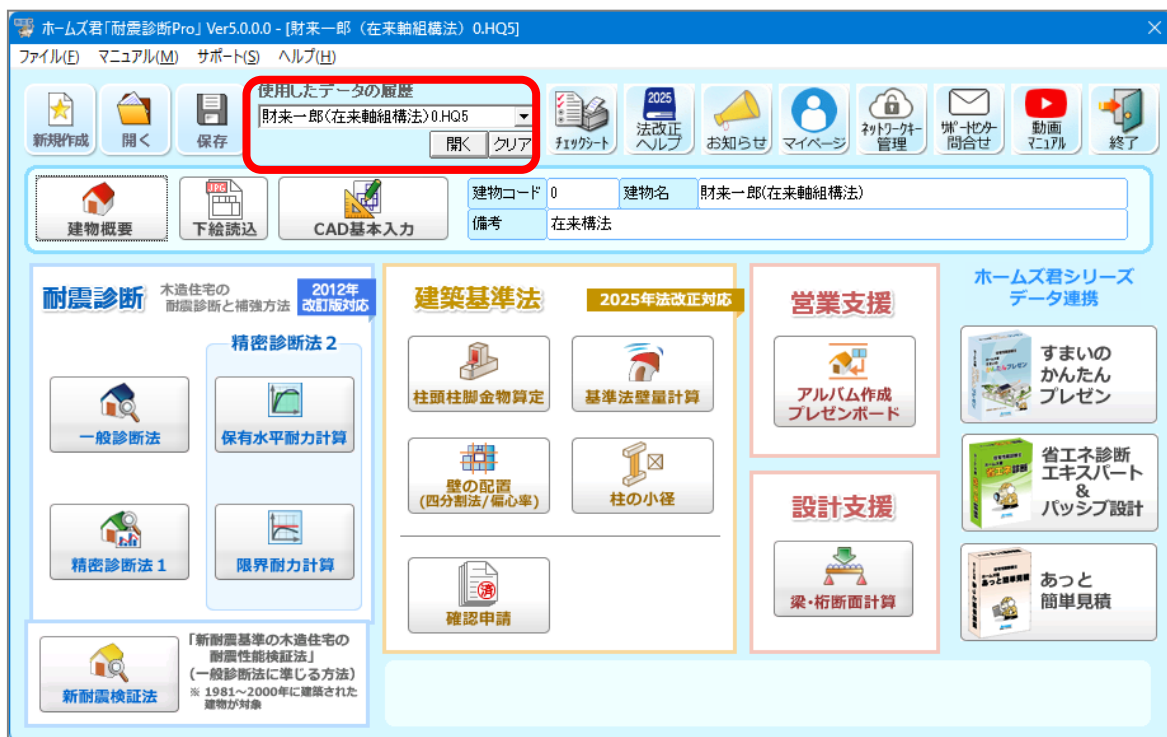 ホームズ君「耐震診断Pro」Ver5.0.0.0 - [財来一郎（在来軸組構法）0.HQ5]
ファイル(F) マニュアル(M) サポート(S) ヘルプ(H)
新規作成
開く
保存
使用したデータの履歴
財来一郎(在来軸組構法)0.HQ5
開く クリア
チェックシート
2025
法改正
ヘルプ
お知らせ
マイページ
ネットワークキー
管理
サポートセンター
問合せ
動画
マニュアル
終了
建物概要
JPG
下絵読込
CAD基本入力
建物コード 0 建物名 財来一郎(在来軸組構法)
備考 在来構法
耐震診断
木造住宅の
耐震診断と補強方法
2012年
改訂版対応
精密診断法２
一般診断法
保有水平耐力計算
精密診断法１
限界耐力計算
新耐震検証法
「新耐震基準の木造住宅の
耐震性能検証法」
(一般診断法に準じる方法)
※ 1981～2000年に建築された
建物が対象
建築基準法
2025年法改正対応
柱頭柱脚金物算定
基準法壁量計算
壁の配置
(四分割法/偏心率)
柱の小径
済
確認申請
営業支援
アルバム作成
プレゼンボード
設計支援
梁・桁断面計算
ホームズ君シリーズ
データ連携
すまいの
かんたん
プレゼン
省エネ診断
エキスパート
&
パッシブ設計
あっと
簡単見積